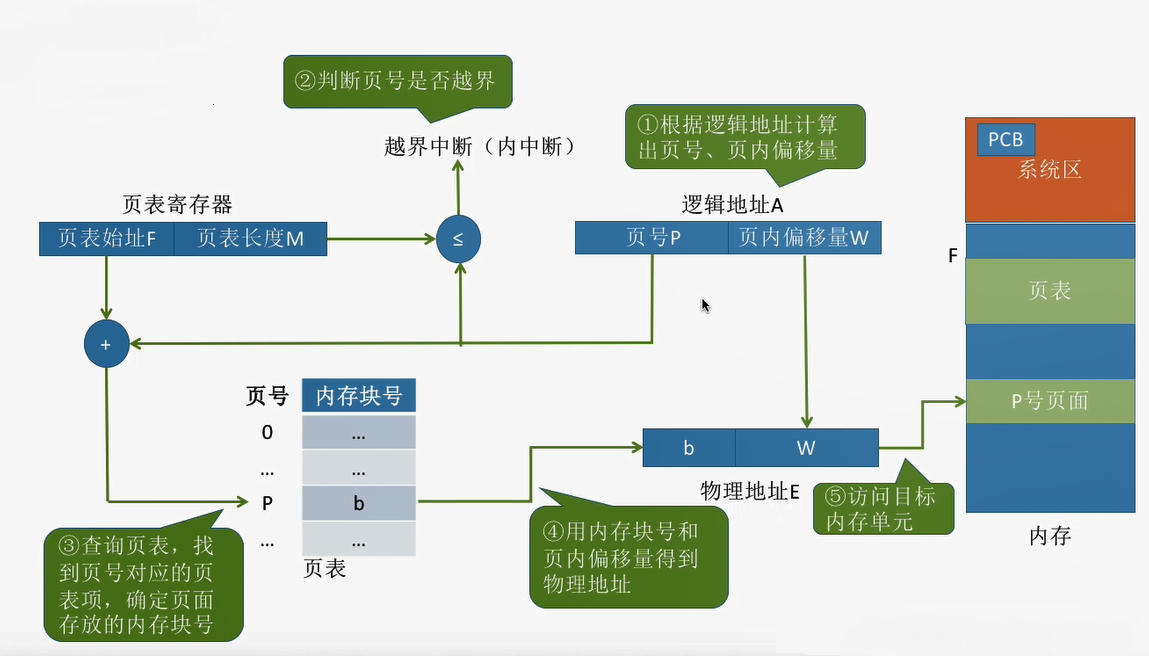 ②判断页号是否越界
越界中断（内中断）
①根据逻辑地址计算
出页号、页内偏移量
PCB
系统区
页表寄存器
页表始址F
页表长度M
≤
逻辑地址A
页号P
页内偏移量W
F
页表
+
页号
内存块号
0
...
...
...
P
b
...
...
页表
b
W
物理地址E
P号页面
内存
③查询页表，找
到页号对应的页
表项，确定页面
存放的内存块号
④用内存块号和
页内偏移量得到
物理地址
⑤访问目标
内存单元